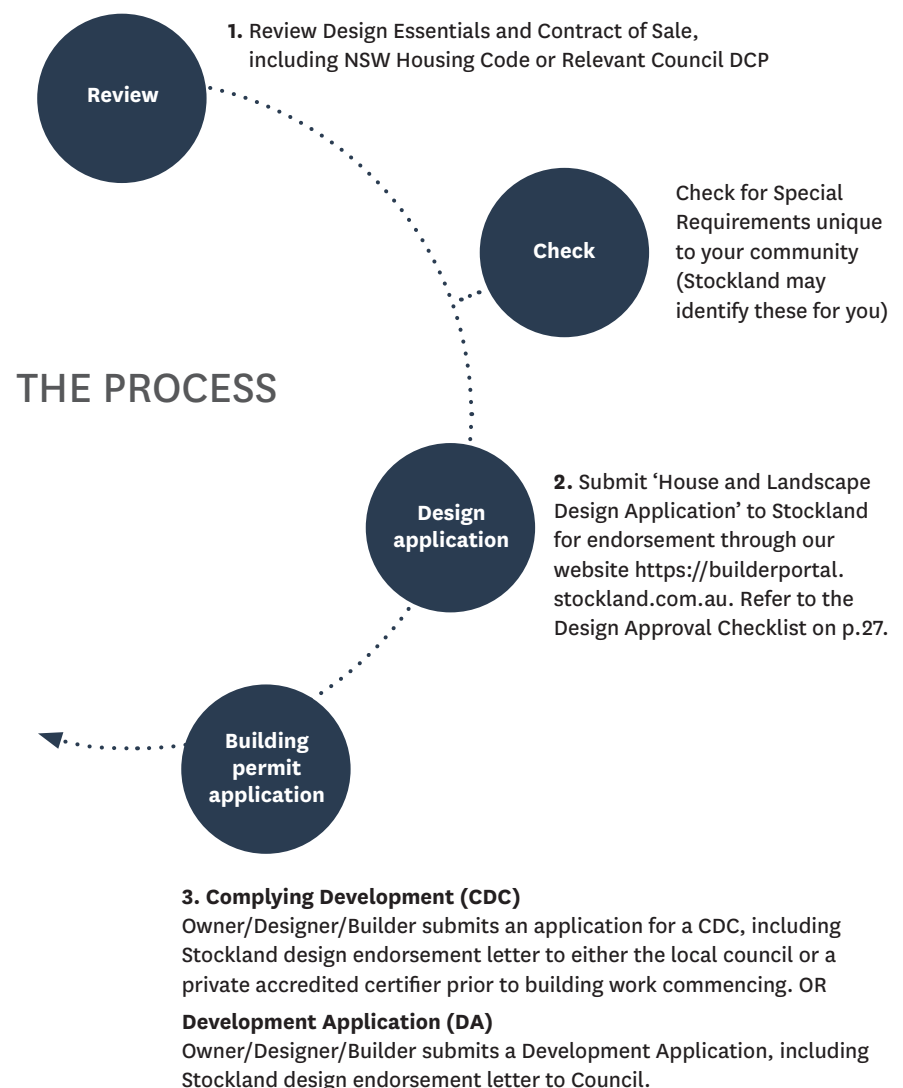 Review
1. Review Design Essentials and Contract of Sale,
including NSW Housing Code or Relevant Council DCP
Check
Check for Special
Requirements unique
to your community
(Stockland may
identify these for you)
THE PROCESS
Design
application
2. Submit ‘House and Landscape
Design Application’ to Stockland
for endorsement through our
website https://builderportal.
stockland.com.au. Refer to the
Design Approval Checklist on p.27.
Building
permit
application
3. Complying Development (CDC)
Owner/Designer/Builder submits an application for a CDC, including
Stockland design endorsement letter to either the local council or a
private accredited certifier prior to building work commencing. OR
Development Application (DA)
Owner/Designer/Builder submits a Development Application, including
Stockland design endorsement letter to Council.